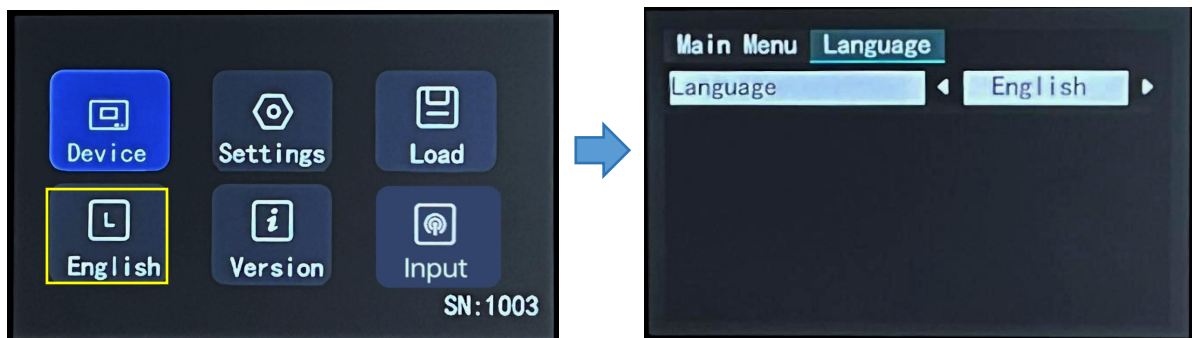 Device Settings Load
English Version Input
SN:1003
Main Menu Language
Language English